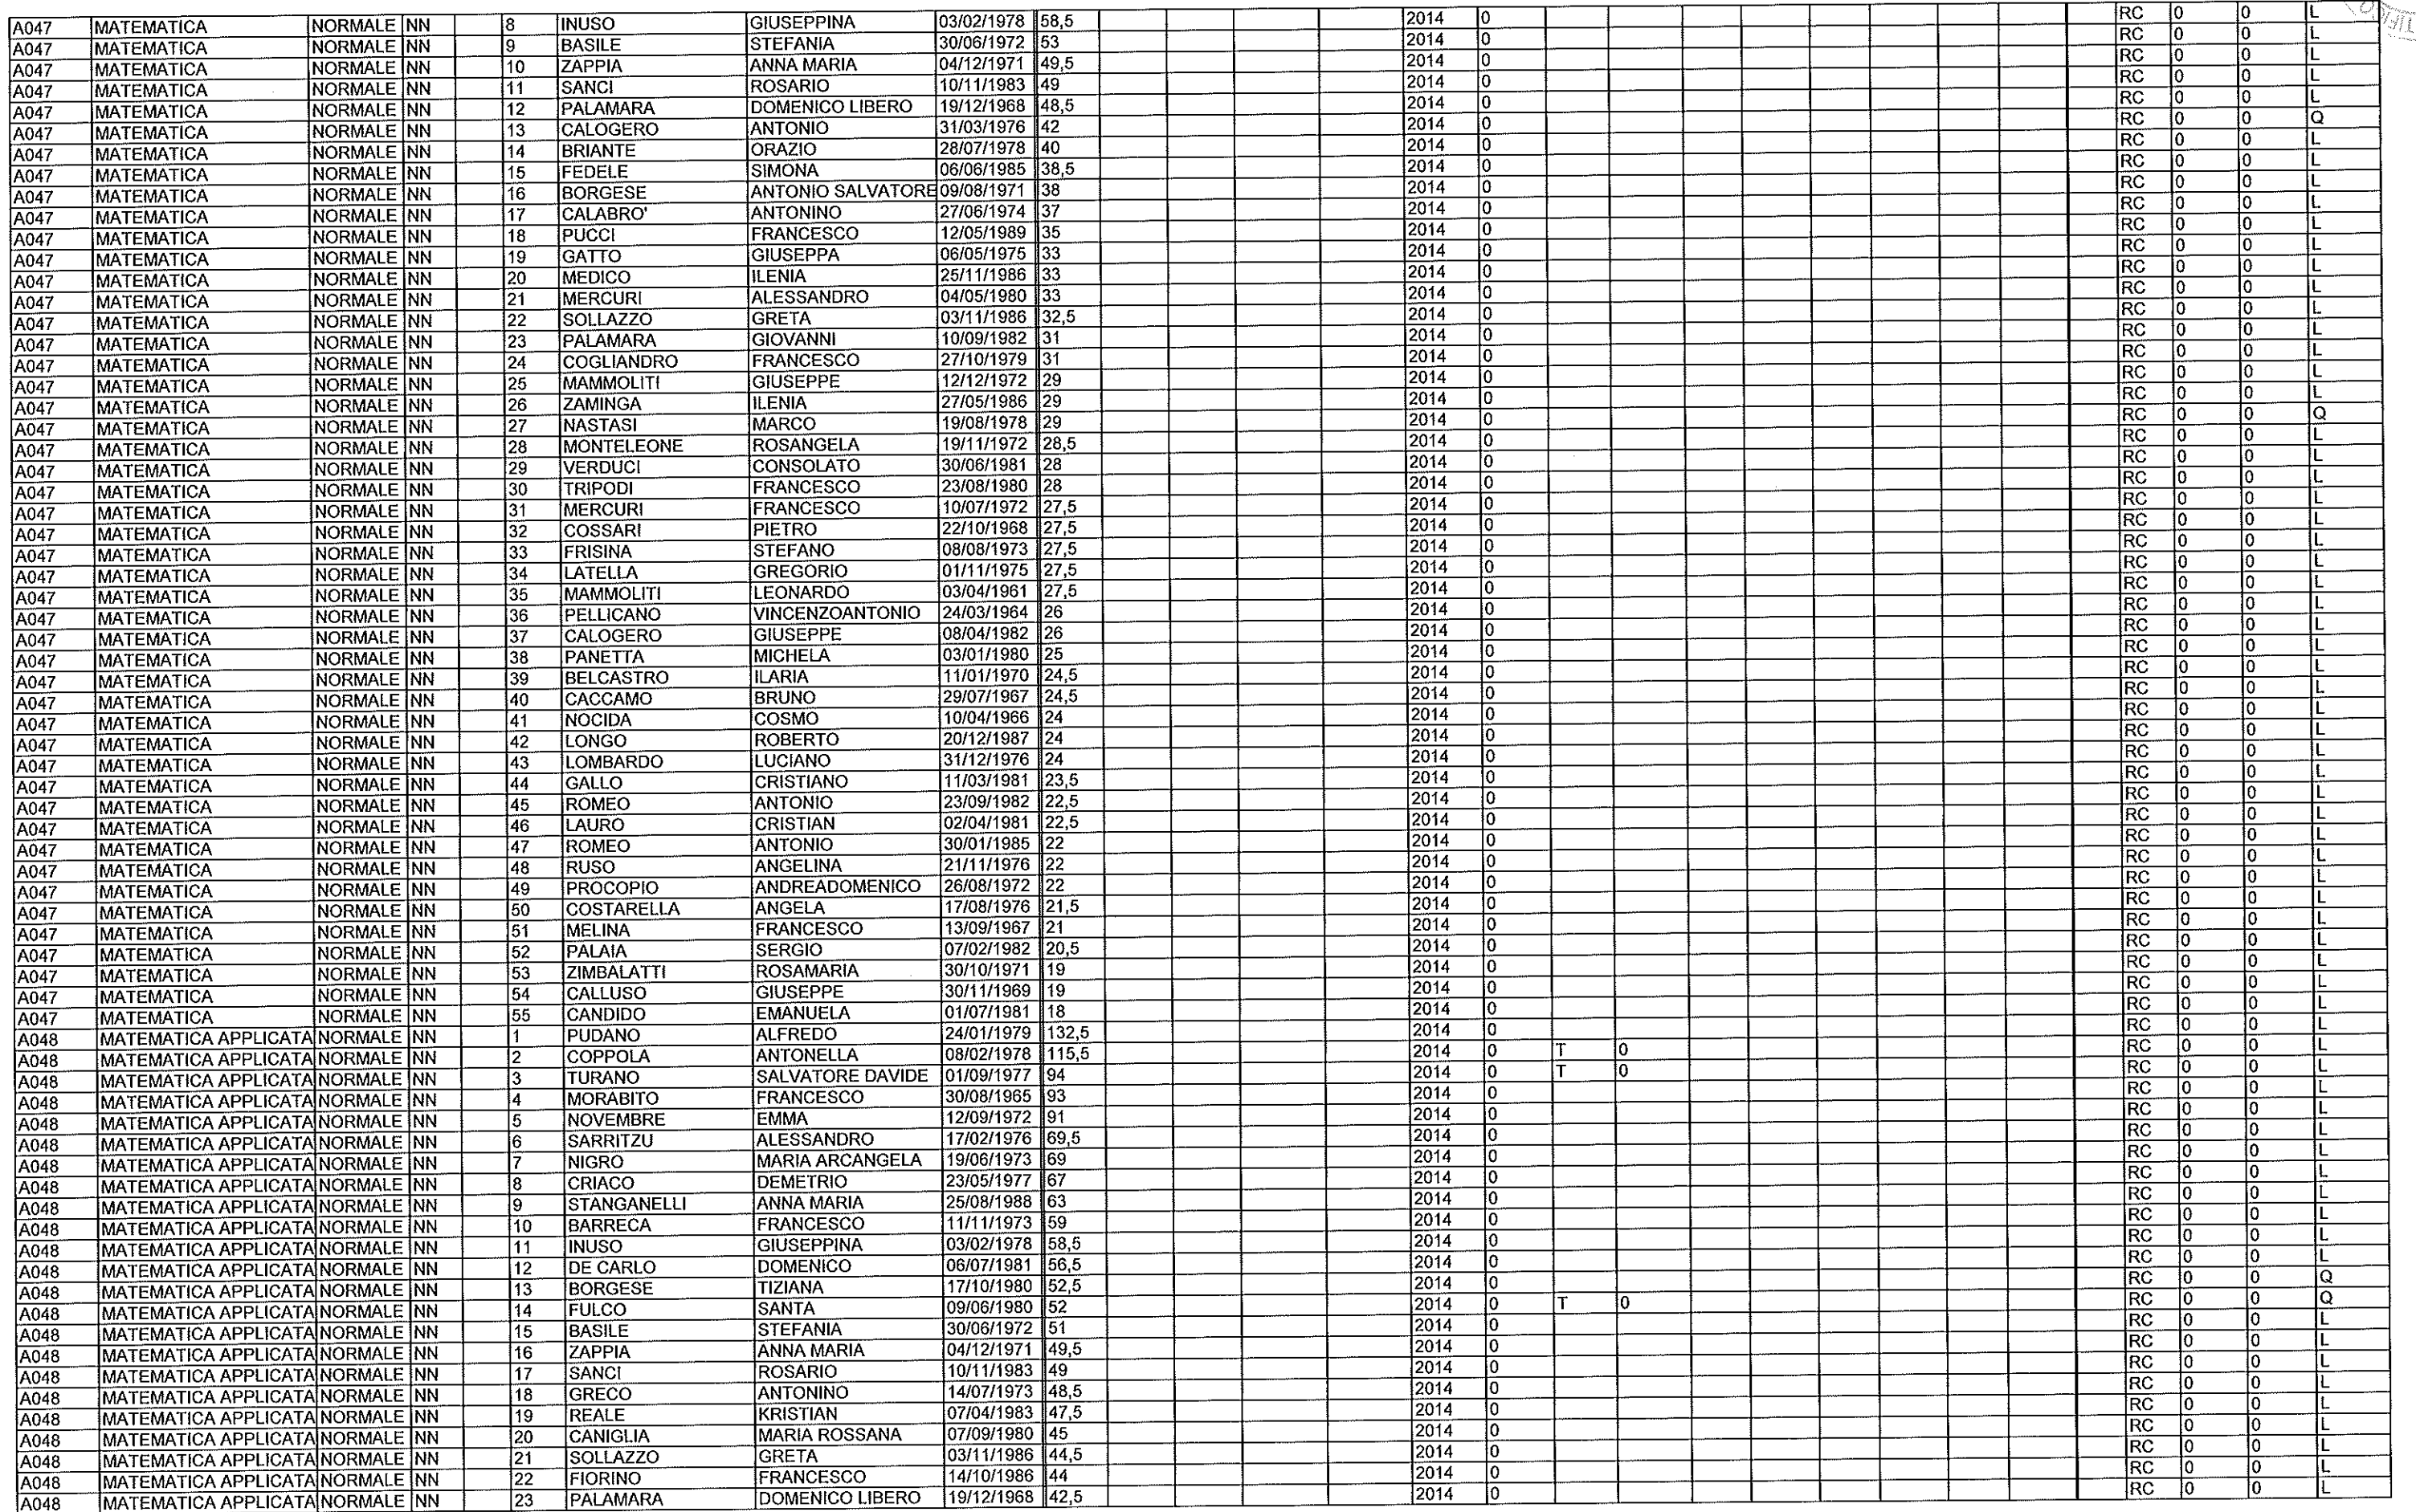 A047 MATEMATICA NORMALE NN 8 INUSO GIUSEPPINA 03/02/1978 58,5 2014 0 RC 0 0 L
A047 MATEMATICA NORMALE NN 9 BASILE STEFANIA 30/06/1972 53 2014 0 RC 0 0 L
A047 MATEMATICA NORMALE NN 10 ZAPPIA ANNA MARIA 04/12/1971 49,5 2014 0 RC 0 0 L
A047 MATEMATICA NORMALE NN 11 SANCI ROSARIO 10/11/1983 49 2014 0 RC 0 0 L
A047 MATEMATICA NORMALE NN 12 PALAMARA DOMENICO LIBERO 19/12/1968 48,5 2014 0 RC 0 0 L
A047 MATEMATICA NORMALE NN 13 CALOGERO ANTONIO 31/03/1976 42 2014 0 RC 0 0 Q
A047 MATEMATICA NORMALE NN 14 BRIANTE ORAZIO 28/07/1978 40 2014 0 RC 0 0 L
A047 MATEMATICA NORMALE NN 15 FEDELE SIMONA 06/06/1985 38,5 2014 0 RC 0 0 L
A047 MATEMATICA NORMALE NN 16 BORGESE ANTONIO SALVATORE 09/08/1971 38 2014 0 RC 0 0 L
A047 MATEMATICA NORMALE NN 17 CALABRO' ANTONINO 27/06/1974 37 2014 0 RC 0 0 L
A047 MATEMATICA NORMALE NN 18 PUCCI FRANCESCO 12/05/1989 35 2014 0 RC 0 0 L
A047 MATEMATICA NORMALE NN 19 GATTO GIUSEPPA 06/05/1975 33 2014 0 RC 0 0 L
A047 MATEMATICA NORMALE NN 20 MEDICO ILENIA 25/11/1986 33 2014 0 RC 0 0 L
A047 MATEMATICA NORMALE NN 21 MERCURI ALESSANDRO 04/05/1980 33 2014 0 RC 0 0 L
A047 MATEMATICA NORMALE NN 22 SOLLAZZO GRETA 03/11/1986 32,5 2014 0 RC 0 0 L
A047 MATEMATICA NORMALE NN 23 PALAMARA GIOVANNI 10/09/1982 31 2014 0 RC 0 0 L
A047 MATEMATICA NORMALE NN 24 COGLIANDRO FRANCESCO 27/10/1979 31 2014 0 RC 0 0 L
A047 MATEMATICA NORMALE NN 25 MAMMOLITI GIUSEPPE 12/12/1972 29 2014 0 RC 0 0 L
A047 MATEMATICA NORMALE NN 26 ZAMINGA ILENIA 27/05/1986 29 2014 0 RC 0 0 L
A047 MATEMATICA NORMALE NN 27 NASTASI MARCO 19/08/1978 29 2014 0 RC 0 0 Q
A047 MATEMATICA NORMALE NN 28 MONTELEONE ROSANGELA 19/11/1972 28,5 2014 0 RC 0 0 L
A047 MATEMATICA NORMALE NN 29 VERDUCI CONSOLATO 30/06/1981 28 2014 0 RC 0 0 L
A047 MATEMATICA NORMALE NN 30 TRIPODI FRANCESCO 23/08/1980 28 2014 0 RC 0 0 L
A047 MATEMATICA NORMALE NN 31 MERCURI FRANCESCO 10/07/1972 27,5 2014 0 RC 0 0 L
A047 MATEMATICA NORMALE NN 32 COSSARI PIETRO 22/10/1968 27,5 2014 0 RC 0 0 L
A047 MATEMATICA NORMALE NN 33 FRISINA STEFANO 08/08/1973 27,5 2014 0 RC 0 0 L
A047 MATEMATICA NORMALE NN 34 LATELLA GREGORIO 01/11/1975 27,5 2014 0 RC 0 0 L
A047 MATEMATICA NORMALE NN 35 MAMMOLITI LEONARDO 03/04/1961 27,5 2014 0 RC 0 0 L
A047 MATEMATICA NORMALE NN 36 PELLICANO VINCENZOANTONIO 24/03/1964 26 2014 0 RC 0 0 L
A047 MATEMATICA NORMALE NN 37 CALOGERO GIUSEPPE 08/04/1982 26 2014 0 RC 0 0 L
A047 MATEMATICA NORMALE NN 38 PANETTA MICHELA 03/01/1980 25 2014 0 RC 0 0 L
A047 MATEMATICA NORMALE NN 39 BELCASTRO ILARIA 11/01/1970 24,5 2014 0 RC 0 0 L
A047 MATEMATICA NORMALE NN 40 CACCAMO BRUNO 29/07/1967 24,5 2014 0 RC 0 0 L
A047 MATEMATICA NORMALE NN 41 NOCIDA COSMO 10/04/1966 24 2014 0 RC 0 0 L
A047 MATEMATICA NORMALE NN 42 LONGO ROBERTO 20/12/1987 24 2014 0 RC 0 0 L
A047 MATEMATICA NORMALE NN 43 LOMBARDO LUCIANO 31/12/1976 24 2014 0 RC 0 0 L
A047 MATEMATICA NORMALE NN 44 GALLO CRISTIANO 11/03/1981 23,5 2014 0 RC 0 0 L
A047 MATEMATICA NORMALE NN 45 ROMEO ANTONIO 23/09/1982 22,5 2014 0 RC 0 0 L
A047 MATEMATICA NORMALE NN 46 LAURO CRISTIAN 02/04/1981 22,5 2014 0 RC 0 0 L
A047 MATEMATICA NORMALE NN 47 ROMEO ANTONIO 30/01/1985 22 2014 0 RC 0 0 L
A047 MATEMATICA NORMALE NN 48 RUSO ANGELINA 21/11/1976 22 2014 0 RC 0 0 L
A047 MATEMATICA NORMALE NN 49 PROCOPIO ANDREADOMENICO 26/08/1972 22 2014 0 RC 0 0 L
A047 MATEMATICA NORMALE NN 50 COSTARELLA ANGELA 17/08/1976 21,5 2014 0 RC 0 0 L
A047 MATEMATICA NORMALE NN 51 MELINA FRANCESCO 13/09/1967 21 2014 0 RC 0 0 L
A047 MATEMATICA NORMALE NN 52 PALAIA SERGIO 07/02/1982 20,5 2014 0 RC 0 0 L
A047 MATEMATICA NORMALE NN 53 ZIMBALATTI ROSAMARIA 30/10/1971 19 2014 0 RC 0 0 L
A047 MATEMATICA NORMALE NN 54 CALLUSO GIUSEPPE 30/11/1969 19 2014 0 RC 0 0 L
A047 MATEMATICA NORMALE NN 55 CANDIDO EMANUELA 01/07/1981 18 2014 0 RC 0 0 L
A048 MATEMATICA APPLICATA NORMALE NN 1 PUDANO ALFREDO 24/01/1979 132,5 2014 0 RC 0 0 L
A048 MATEMATICA APPLICATA NORMALE NN 2 COPPOLA ANTONELLA 08/02/1978 115,5 2014 0 T 0 RC 0 0 L
A048 MATEMATICA APPLICATA NORMALE NN 3 TURANO SALVATORE DAVIDE 01/09/1977 94 2014 0 T 0 RC 0 0 L
A048 MATEMATICA APPLICATA NORMALE NN 4 MORABITO FRANCESCO 30/08/1965 93 2014 0 RC 0 0 L
A048 MATEMATICA APPLICATA NORMALE NN 5 NOVEMBRE EMMA 12/09/1972 91 2014 0 RC 0 0 L
A048 MATEMATICA APPLICATA NORMALE NN 6 SARRITZU ALESSANDRO 17/02/1976 69,5 2014 0 RC 0 0 L
A048 MATEMATICA APPLICATA NORMALE NN 7 NIGRO MARIA ARCANGELA 19/06/1973 69 2014 0 RC 0 0 L
A048 MATEMATICA APPLICATA NORMALE NN 8 CRIACO DEMETRIO 23/05/1977 67 2014 0 RC 0 0 L
A048 MATEMATICA APPLICATA NORMALE NN 9 STANGANELLI ANNA MARIA 25/08/1988 63 2014 0 RC 0 0 L
A048 MATEMATICA APPLICATA NORMALE NN 10 BARRECA FRANCESCO 11/11/1973 59 2014 0 RC 0 0 L
A048 MATEMATICA APPLICATA NORMALE NN 11 INUSO GIUSEPPINA 03/02/1978 58,5 2014 0 RC 0 0 L
A048 MATEMATICA APPLICATA NORMALE NN 12 DE CARLO DOMENICO 06/07/1981 56,5 2014 0 RC 0 0 L
A048 MATEMATICA APPLICATA NORMALE NN 13 BORGESE TIZIANA 17/10/1980 52,5 2014 0 RC 0 0 Q
A048 MATEMATICA APPLICATA NORMALE NN 14 FULCO SANTA 09/06/1980 52 2014 0 T 0 RC 0 0 Q
A048 MATEMATICA APPLICATA NORMALE NN 15 BASILE STEFANIA 30/06/1972 51 2014 0 RC 0 0 L
A048 MATEMATICA APPLICATA NORMALE NN 16 ZAPPIA ANNA MARIA 04/12/1971 49,5 2014 0 RC 0 0 L
A048 MATEMATICA APPLICATA NORMALE NN 17 SANCI ROSARIO 10/11/1983 49 2014 0 RC 0 0 L
A048 MATEMATICA APPLICATA NORMALE NN 18 GRECO ANTONINO 14/07/1973 48,5 2014 0 RC 0 0 L
A048 MATEMATICA APPLICATA NORMALE NN 19 REALE KRISTIAN 07/04/1983 47,5 2014 0 RC 0 0 L
A048 MATEMATICA APPLICATA NORMALE NN 20 CANIGLIA MARIA ROSSANA 07/09/1980 45 2014 0 RC 0 0 L
A048 MATEMATICA APPLICATA NORMALE NN 21 SOLLAZZO GRETA 03/11/1986 44,5 2014 0 RC 0 0 L
A048 MATEMATICA APPLICATA NORMALE NN 22 FIORINO FRANCESCO 14/10/1986 44 2014 0 RC 0 0 L
A048 MATEMATICA APPLICATA NORMALE NN 23 PALAMARA DOMENICO LIBERO 19/12/1968 42,5 2014 0 RC 0 0 L